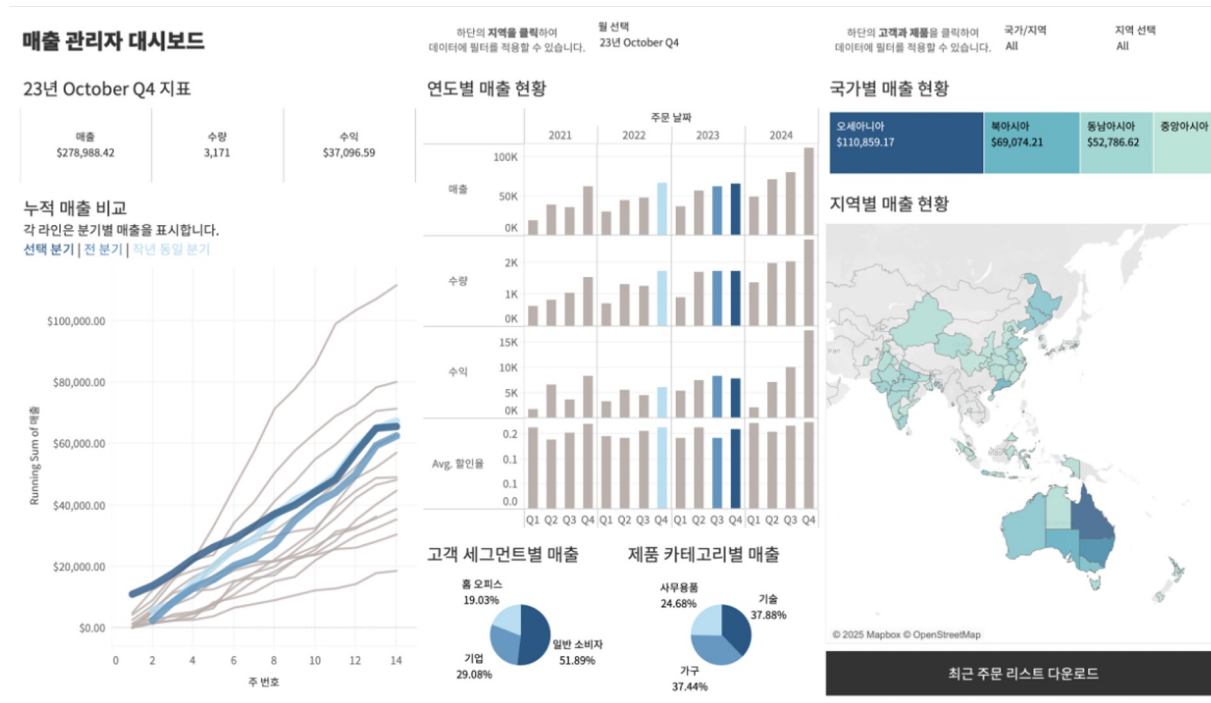 매출 관리자 대시보드
하단의 지역을 클릭하여
데이터에 필터를 적용할 수 있습니다.
월 선택
23년 October Q4
하단의 고객과 제품을 클릭하여
데이터에 필터를 적용할 수 있습니다.
국가/지역
All
지역 선택
All
23년 October Q4 지표
매출
$278,988.42
수량
3,171
수익
$37,096.59
누적 매출 비교
각 라인은 분기별 매출을 표시합니다.
선택 분기 | 전 분기 | 작년 동일 분기
Running Sum of 매출
$100,000.00
$80,000.00
$60,000.00
$40,000.00
$20,000.00
$0.00
0 2 4 6 8 10 12 14
주 번호
연도별 매출 현황
주문 날짜
2021 2022 2023 2024
매출
100K
50K
0K
수량
2K
1K
0K
수익
15K
10K
5K
0K
Avg. 할인율
0.2
0.1
0.1
0.0
Q1 Q2 Q3 Q4 Q1 Q2 Q3 Q4 Q1 Q2 Q3 Q4 Q1 Q2 Q3 Q4
고객 세그먼트별 매출
홈 오피스
19.03%
일반 소비자
51.89%
기업
29.08%
제품 카테고리별 매출
사무용품
24.68%
기술
37.88%
가구
37.44%
국가별 매출 현황
오세아니아
$110,859.17
북아시아
$69,074.21
동남아시아
$52,786.62
중앙아시아
지역별 매출 현황
© 2025 Mapbox © OpenStreetMap
최근 주문 리스트 다운로드